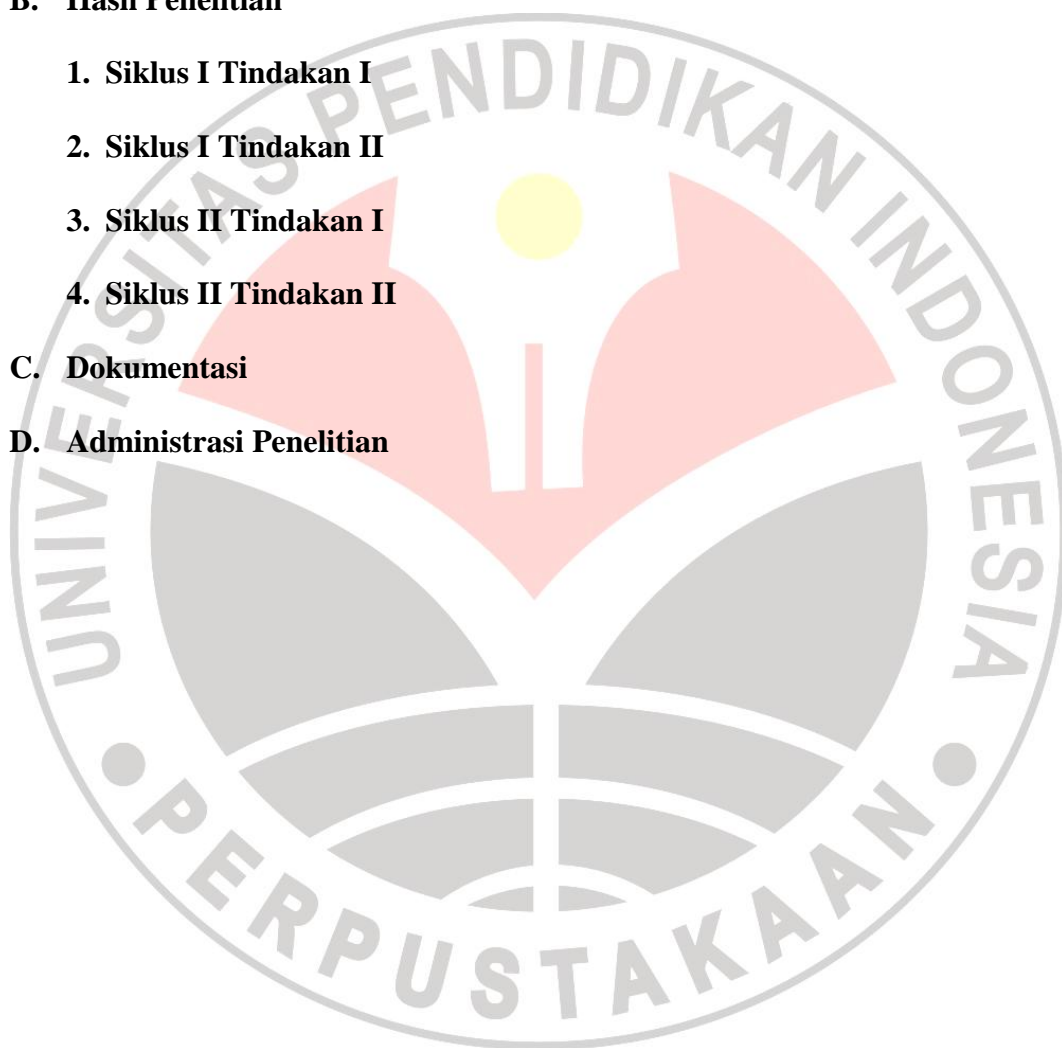 B. Hasil Penelitian
1. Siklus I Tindakan I
2. Siklus I Tindakan II
3. Siklus II Tindakan I
4. Siklus II Tindakan II
C. Dokumentasi
D. Administrasi Penelitian
UNIVERSITAS PENDIDIKAN INDONESIA
PERPUSTAKAAN